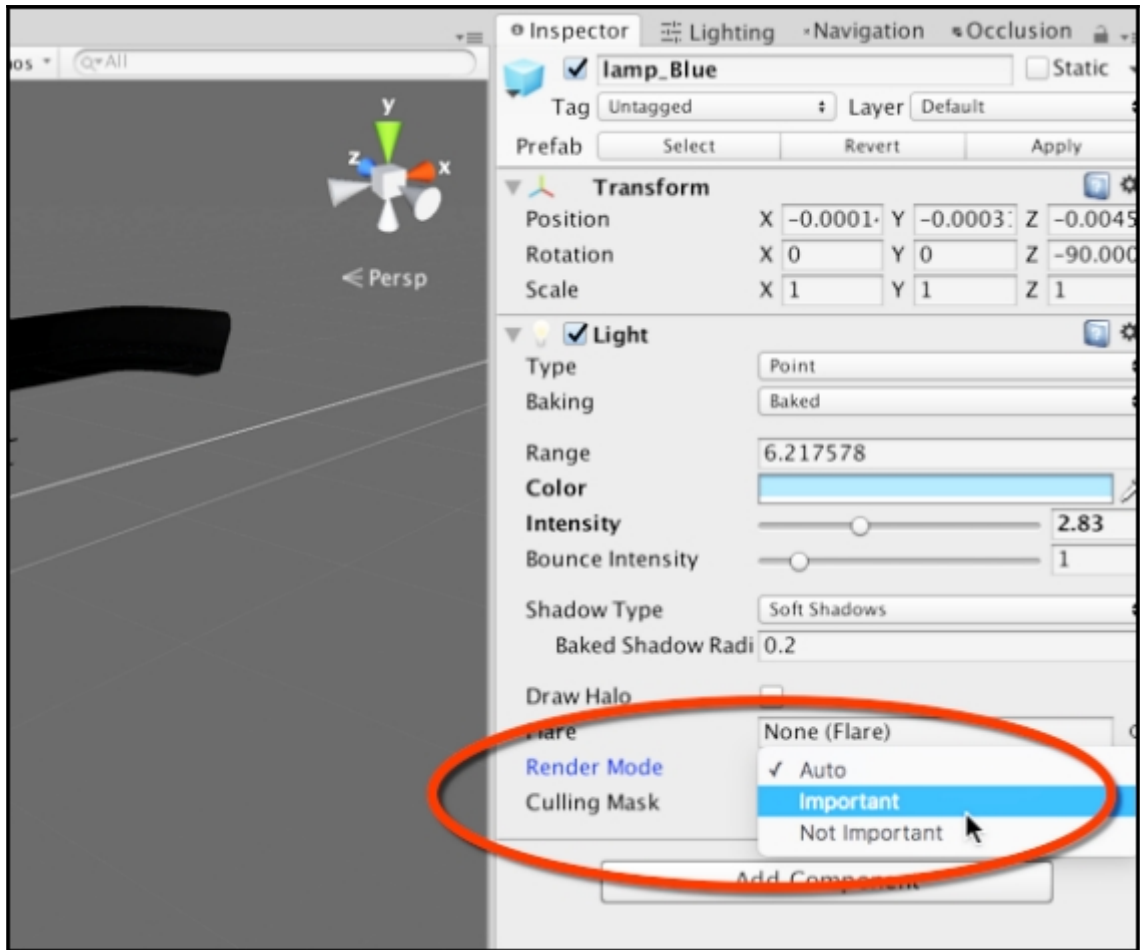 Inspector Lighting Navigation Occlusion
All
lamp_Blue Static
Tag Untagged Layer Default
Prefab Select Revert Apply
y
z x
Persp
Transform
Position X -0.0001 Y -0.0003 Z -0.0045
Rotation X 0 Y 0 Z -90.000
Scale X 1 Y 1 Z 1
Light
Type Point
Baking Baked
Range 6.217578
Color
Intensity 2.83
Bounce Intensity 1
Shadow Type Soft Shadows
Baked Shadow Radi 0.2
Draw Halo
Flare None (Flare)
Render Mode ✓ Auto
Important
Culling Mask
Not Important
Add Component